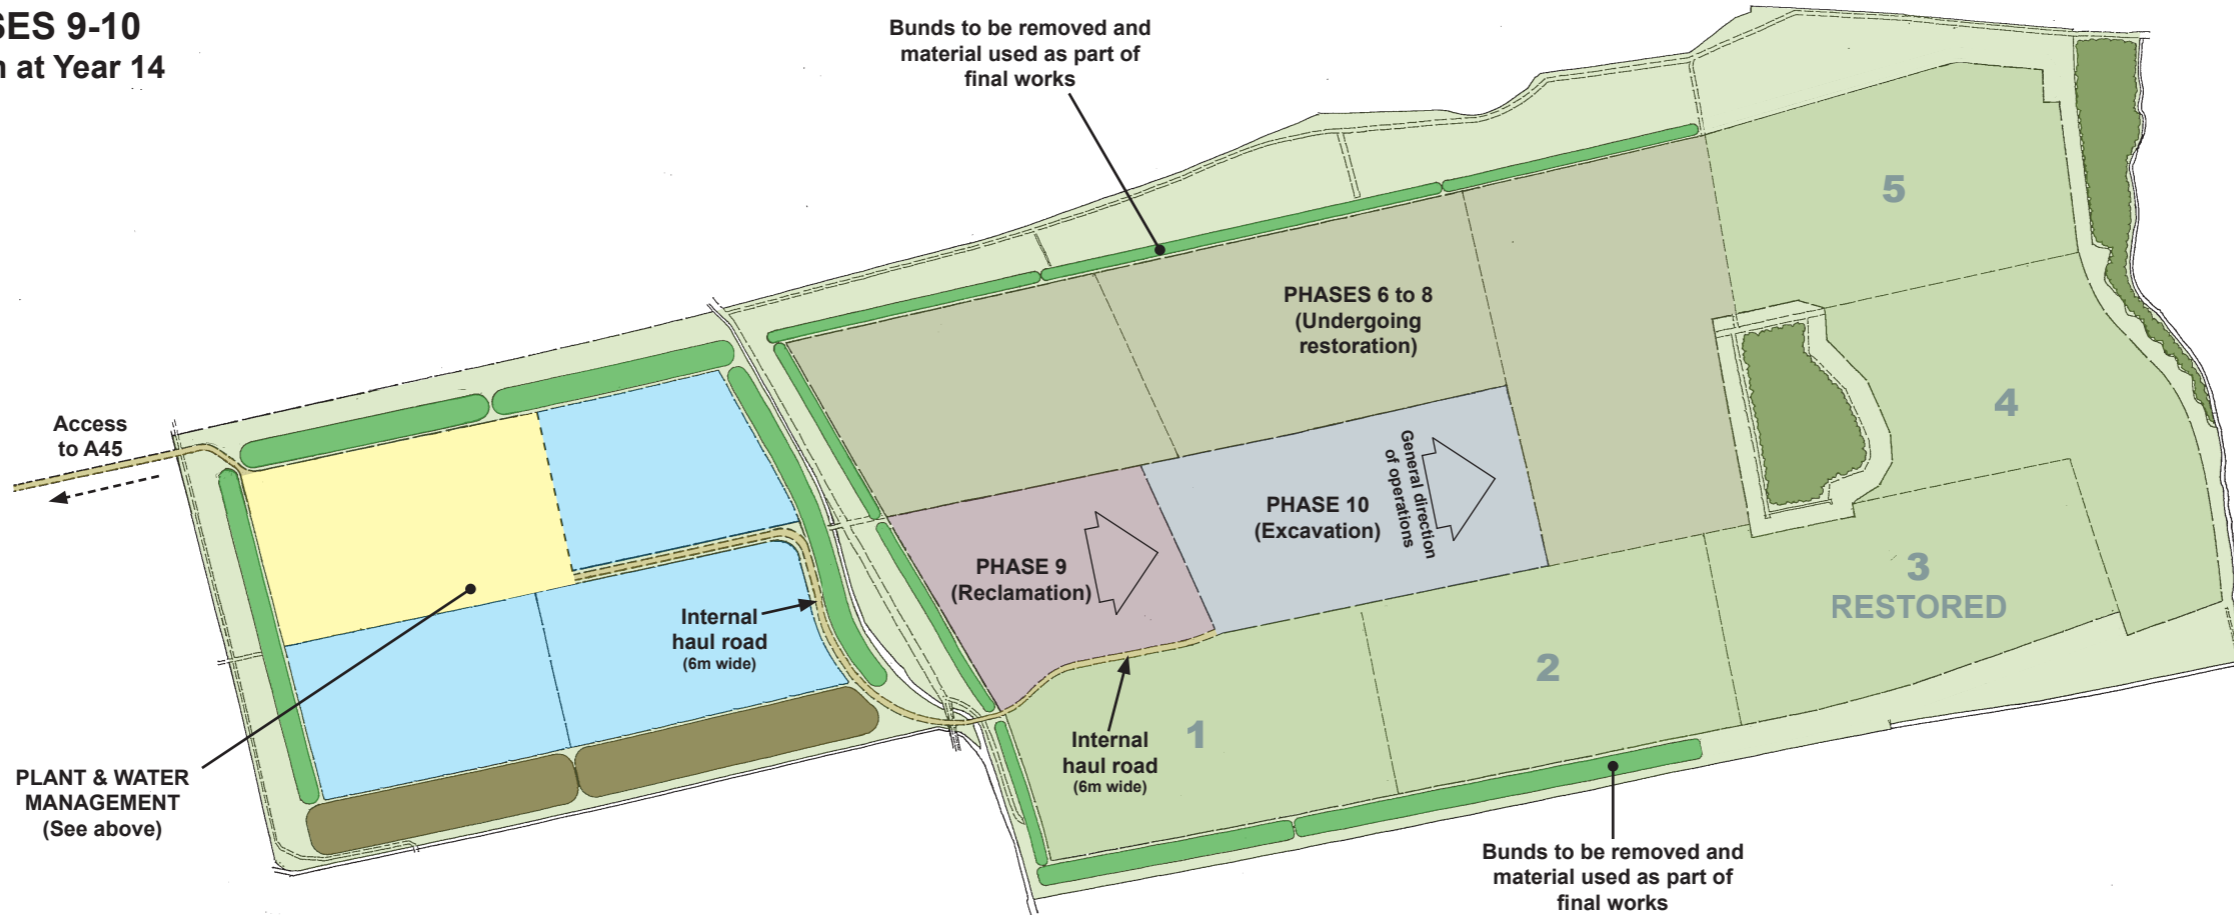 SES 9-10
n at Year 14
Bunds to be removed and
material used as part of
final works
5
PHASES 6 to 8
(Undergoing
restoration)
4
Access
to A45
General direction
of operations
PHASE 10
(Excavation)
PHASE 9
(Reclamation)
3
RESTORED
Internal
haul road
(6m wide)
2
1
Internal
haul road
(6m wide)
PLANT & WATER
MANAGEMENT
(See above)
Bunds to be removed and
material used as part of
final works